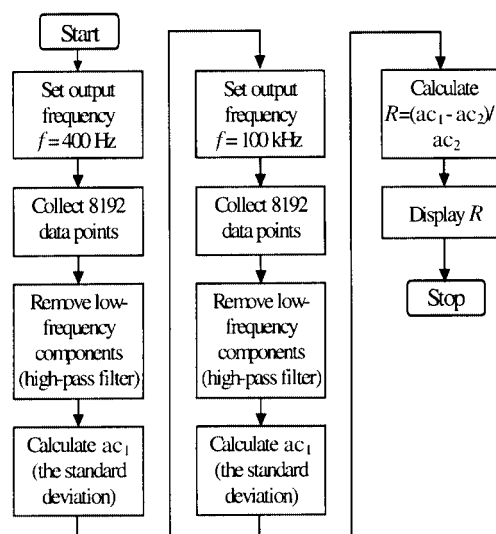 Start
Set output
frequency
f = 400 Hz
Collect 8192
data points
Remove low-
frequency
components
(high-pass filter)
Calculate ac₁
(the standard
deviation)
Set output
frequency
f = 100 kHz
Collect 8192
data points
Remove low-
frequency
components
(high-pass filter)
Calculate ac₁
(the standard
deviation)
Calculate
R=(ac₁- ac₂)/
ac₂
Display R
Stop